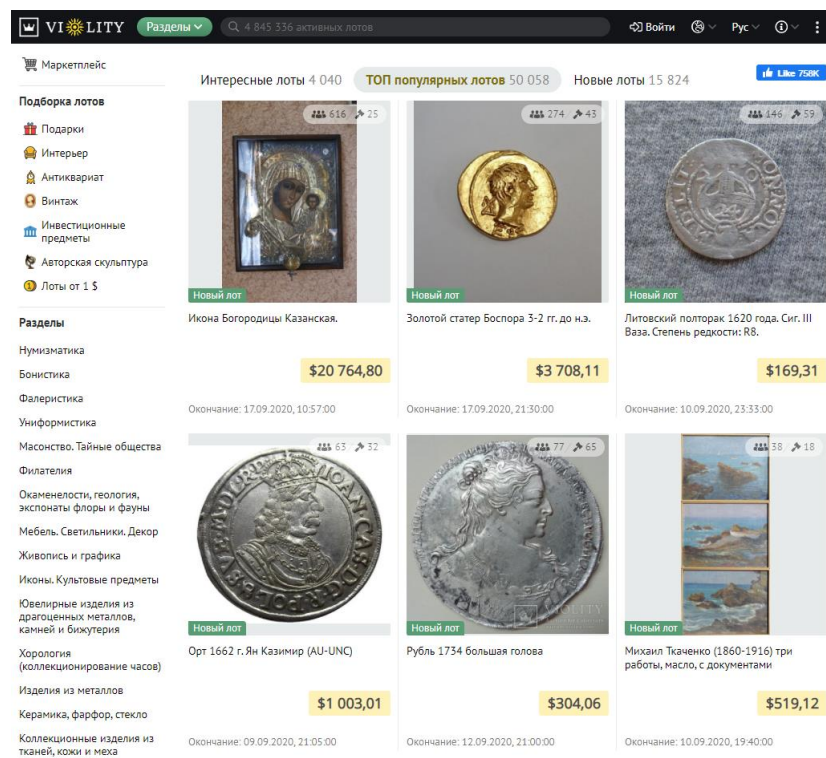 VIOLITY
Разделы
4 845 336 активных лотов
Войти
Рус
Маркетплейс
Подборка лотов
Подарки
Интерьер
Антиквариат
Винтаж
Инвестиционные
предметы
Авторская скульптура
Лоты от 1 $
Разделы
Нумизматика
Бонистика
Фалеристика
Униформистика
Масонство. Тайные общества
Филателия
Окаменелости, геология,
экспонаты флоры и фауны
Мебель. Светильники. Декор
Живопись и графика
Иконы. Культовые предметы
Ювелирные изделия из
драгоценных металлов,
камней и бижутерия
Хорология
(коллекционирование часов)
Изделия из металлов
Керамика, фарфор, стекло
Коллекционные изделия из
тканей, кожи и меха
Интересные лоты 4 040
ТОП популярных лотов 50 058
Новые лоты 15 824
Like 758K
616 25
Новый лот
Икона Богородицы Казанская.
$20 764,80
Окончание: 17.09.2020, 10:57:00
274 43
Новый лот
Золотой статер Боспора 3-2 гг. до н.э.
$3 708,11
Окончание: 17.09.2020, 21:30:00
146 59
Новый лот
Литовский полторак 1620 года. Сиг. III
Ваза. Степень редкости: R8.
$169,31
Окончание: 10.09.2020, 23:33:00
63 32
Новый лот
Орт 1662 г. Ян Казимир (AU-UNC)
$1 003,01
Окончание: 09.09.2020, 21:05:00
77 65
VIOLITY
Новый лот
Рубль 1734 большая голова
$304,06
Окончание: 12.09.2020, 21:00:00
38 18
Новый лот
Михаил Ткаченко (1860-1916) три
работы, масло, с документами
$519,12
Окончание: 10.09.2020, 19:40:00